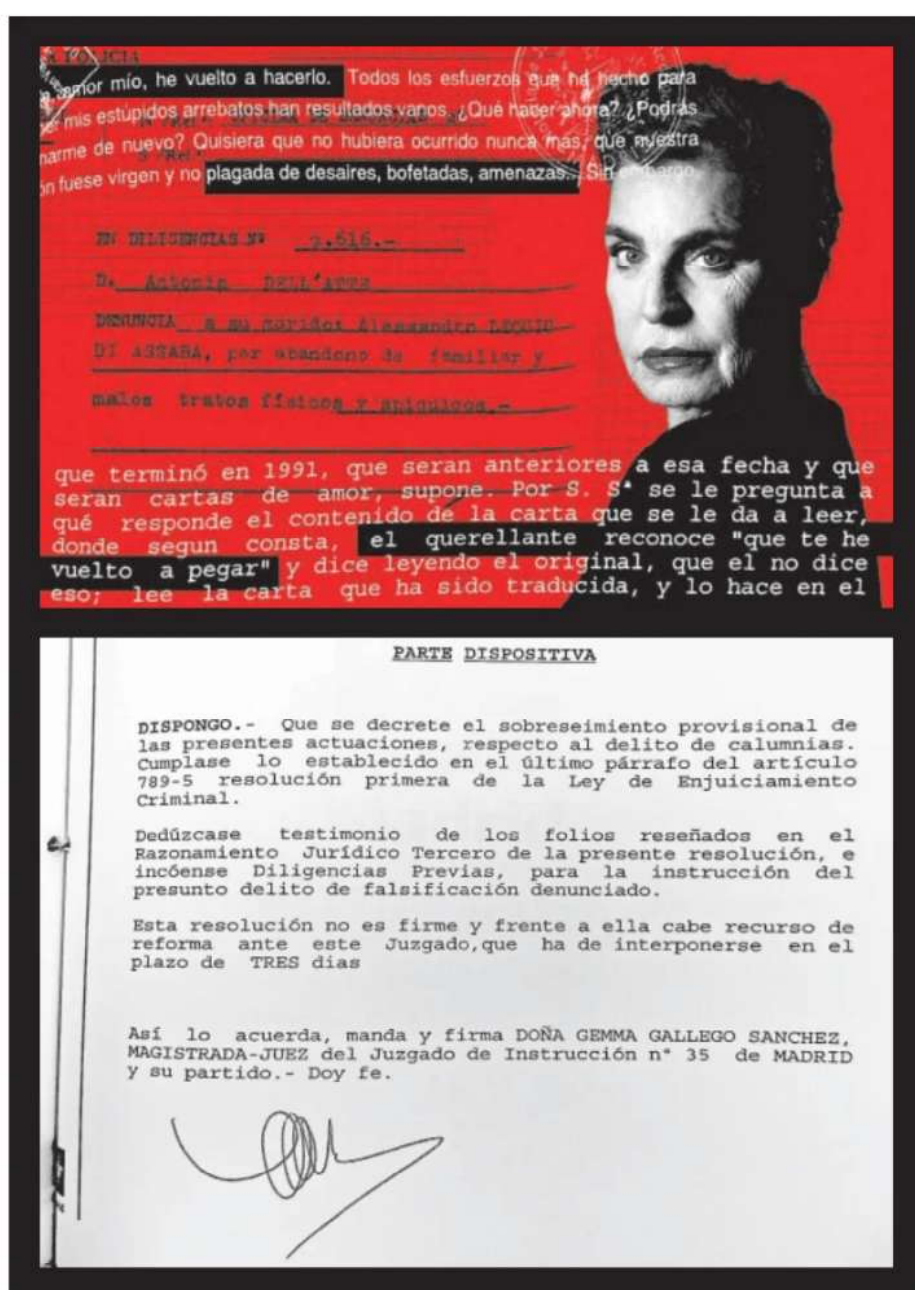 POLICIA
amor mío, he vuelto a hacerlo. Todos los esfuerzos que he hecho para
mis estúpidos arrebatos han resultados vanos. ¿Qué hacer ahora? ¿Podrás
de nuevo? Quisiera que no hubiera ocurrido nunca más, que nuestra
fuese virgen y no plagada de desaires, bofetadas, amenazas... Sin embargo,
EN DILIGENCIAS Nº 2.616.-
D. Antonia DELL'ATTE
DENUNCIA a su marido: Alessandro LEQUIO
DI ASSABA, por abandono de familiar y
malos tratos físicos y spiquicos.-
que terminó en 1991, que seran anteriores a esa fecha y que
seran cartas de amor, supone. Por S. Sª se le pregunta a
qué responde el contenido de la carta que se le da a leer,
donde segun consta, el querellante reconoce "que te he
vuelto a pegar" y dice leyendo el original, que el no dice
eso; lee la carta que ha sido traducida, y lo hace en el
PARTE DISPOSITIVA
DISPONGO.- Que se decrete el sobreseimiento provisional de
las presentes actuaciones, respecto al delito de calumnias.
Cumplase lo establecido en el último párrafo del artículo
789-5 resolución primera de la Ley de Enjuiciamiento
Criminal.
Dedúzcase testimonio de los folios reseñados en el
Razonamiento Jurídico Tercero de la presente resolución, e
incóense Diligencias Previas, para la instrucción del
presunto delito de falsificación denunciado.
Esta resolución no es firme y frente a ella cabe recurso de
reforma ante este Juzgado,que ha de interponerse en el
plazo de TRES dias
Así lo acuerda, manda y firma DOÑA GEMMA GALLEGO SANCHEZ,
MAGISTRADA-JUEZ del Juzgado de Instrucción n° 35 de MADRID
y su partido.- Doy fe.